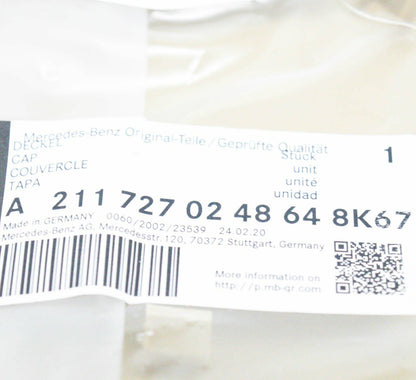 Mercedes-Benz Original-Teile/Geprüfte Qualität
DECKEL Stück 1
CAP unit
COUVERCLE unité
TAPA unidad
A 211 727 02 48 64 8K67
Made in GERMANY 0060/2002/23539 24.02.20
Mercedes-Benz AG, Mercedesstr. 120, 70372 Stuttgart, Germany
More information on
http://p.mb-qr.com